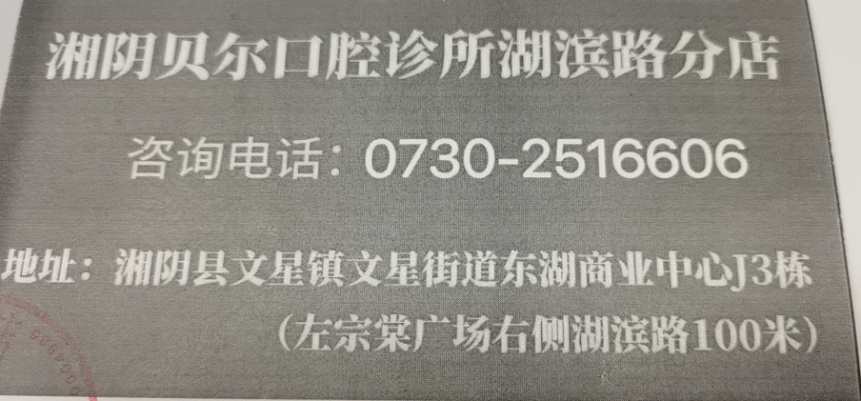 湘阴贝尔口腔诊所湖滨路分店
咨询电话：0730-2516606
地址：湘阴县文星镇文星街道东湖商业中心J3栋
（左宗棠广场右侧湖滨路100米）